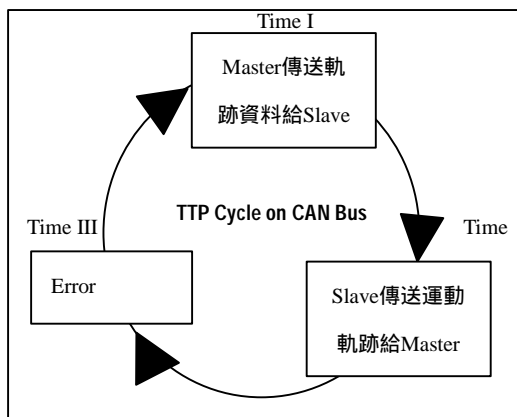 Time I
Master傳送軌
跡資料給Slave
TTP Cycle on CAN Bus
Time III
Time
Error
Slave傳送運動
軌跡給Master